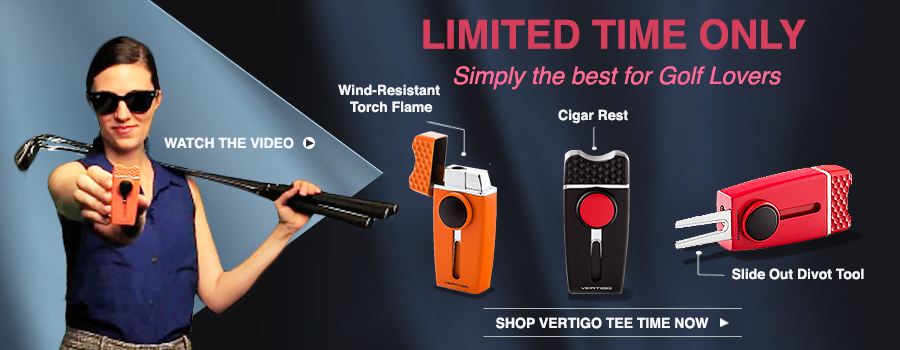 LIMITED TIME ONLY
Simply the best for Golf Lovers
Wind-Resistant
Torch Flame
Cigar Rest
WATCH THE VIDEO
VERTIGO
VERTIGO
Slide Out Divot Tool
SHOP VERTIGO TEE TIME NOW